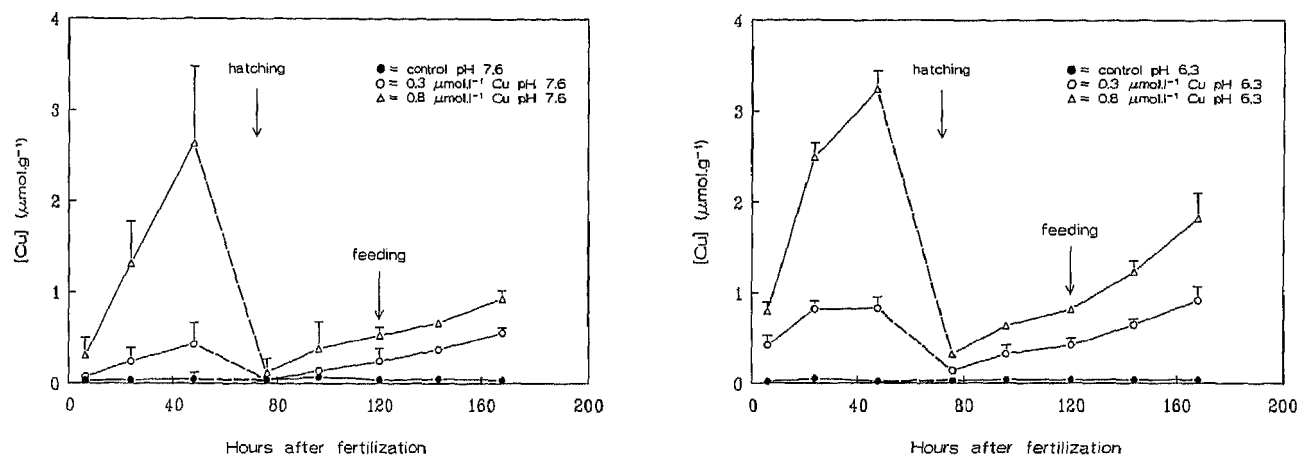 4
3
2
1
0
[Cu] (μmol.g⁻¹)
hatching
feeding
●= control pH 7.6
○= 0.3 μmol.l⁻¹ Cu pH 7.6
△= 0.8 μmol.l⁻¹ Cu pH 7.6
0 40 80 120 160 200
Hours after fertilization
4
3
2
1
0
[Cu] (μmol.g⁻¹)
hatching
feeding
●= control pH 6.3
○= 0.3 μmol.l⁻¹ Cu pH 6.3
△= 0.8 μmol.l⁻¹ Cu pH 6.3
0 40 80 120 160 200
Hours after fertilization